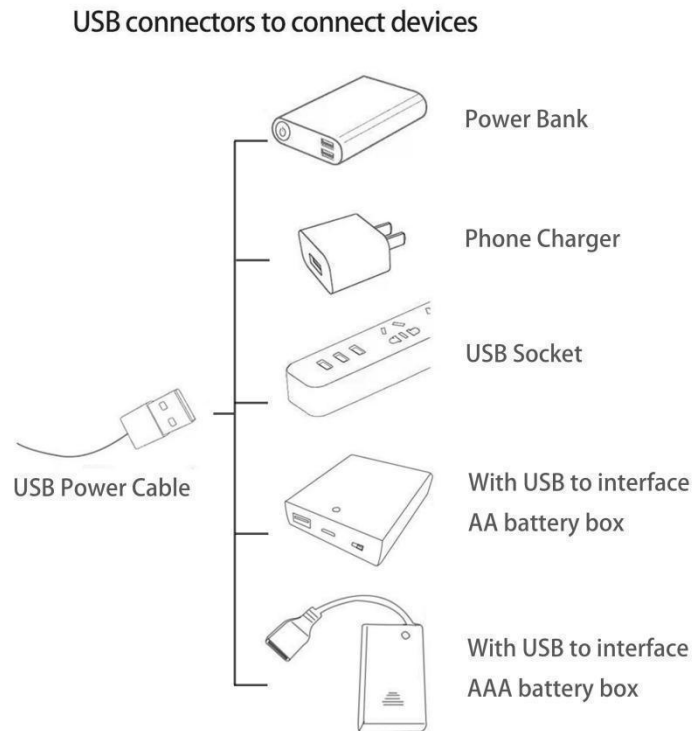 USB connectors to connect devices
Power Bank
Phone Charger
USB Socket
USB Power Cable
With USB to interface
AA battery box
With USB to interface
AAA battery box